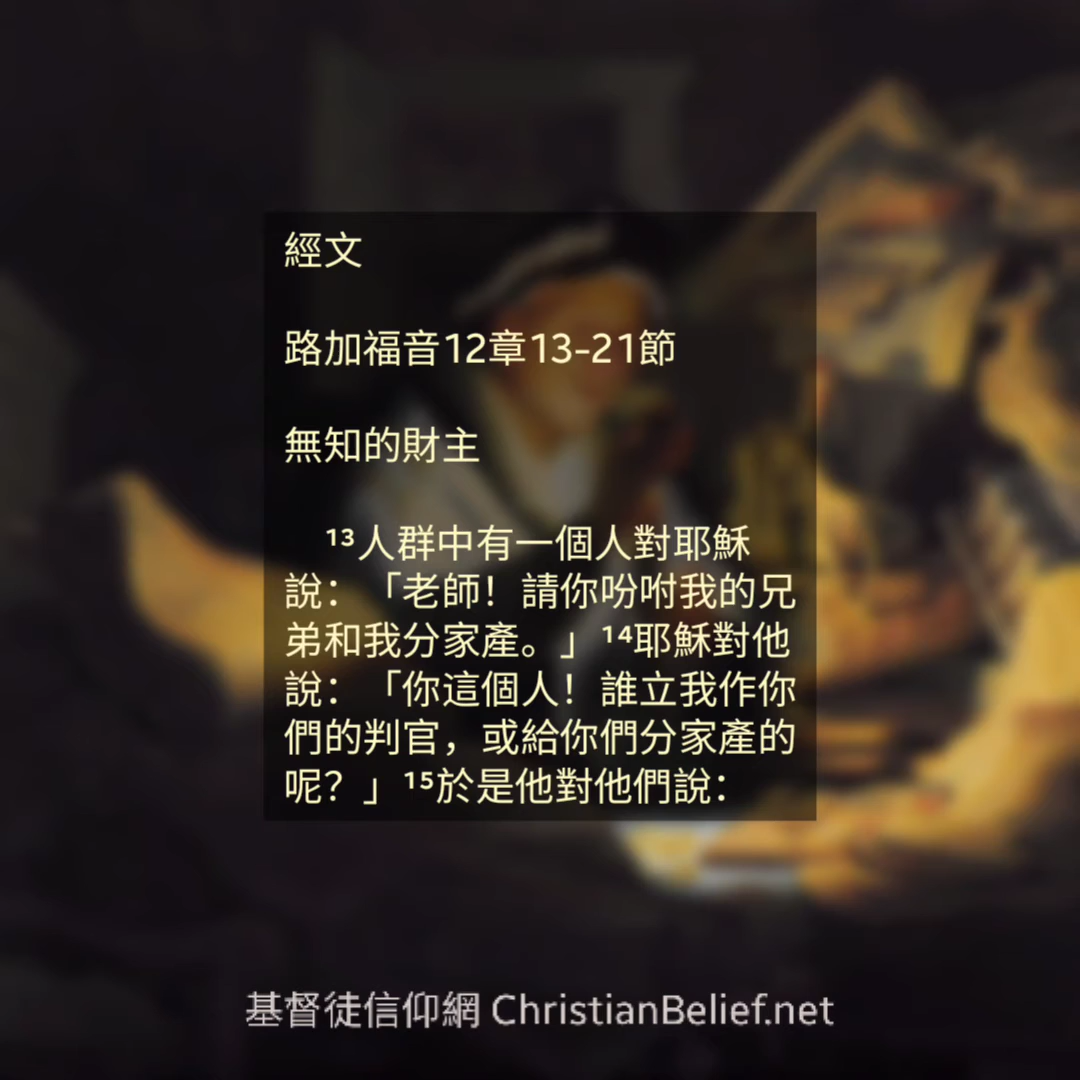 經文
路加福音12章13-21節
無知的財主
¹³人群中有一個人對耶穌
說：「老師！請你吩咐我的兄
弟和我分家產。」¹⁴耶穌對他
說：「你這個人！誰立我作你
們的判官，或給你們分家產的
呢？」¹⁵於是他對他們說：
基督徒信仰網 ChristianBelief.net